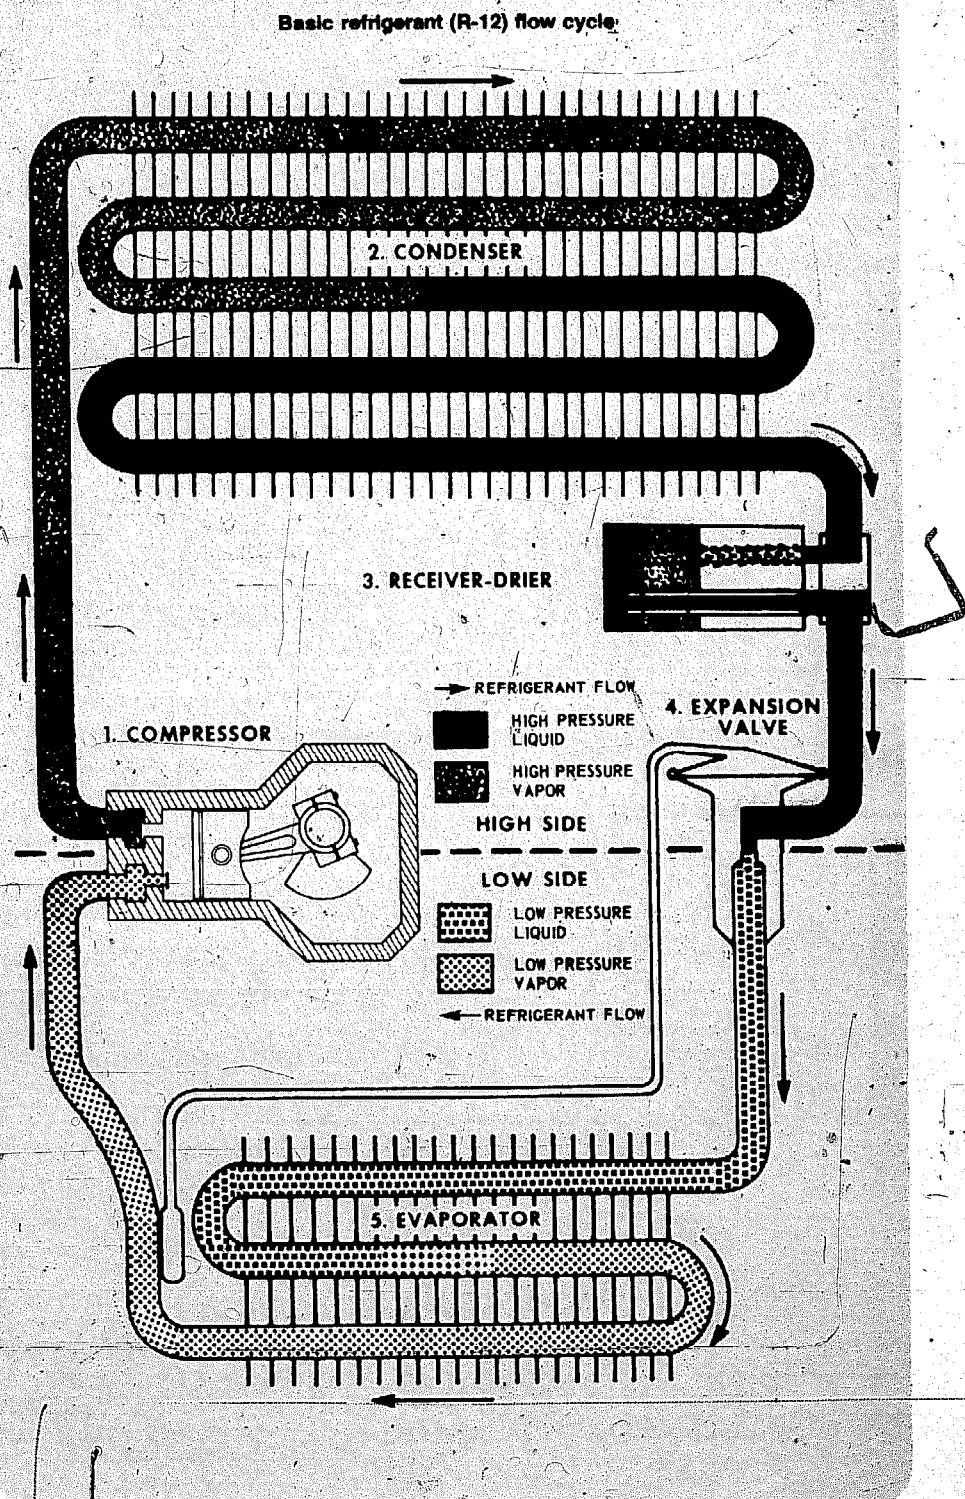 Basic refrigerant (R-12) flow cycle
2. CONDENSER
3. RECEIVER-DRIER
REFRIGERANT FLOW
4. EXPANSION
VALVE
HIGH PRESSURE
LIQUID
1. COMPRESSOR
HIGH PRESSURE
VAPOR
HIGH SIDE
LOW SIDE
LOW PRESSURE
LIQUID
LOW PRESSURE
VAPOR
REFRIGERANT FLOW
5. EVAPORATOR